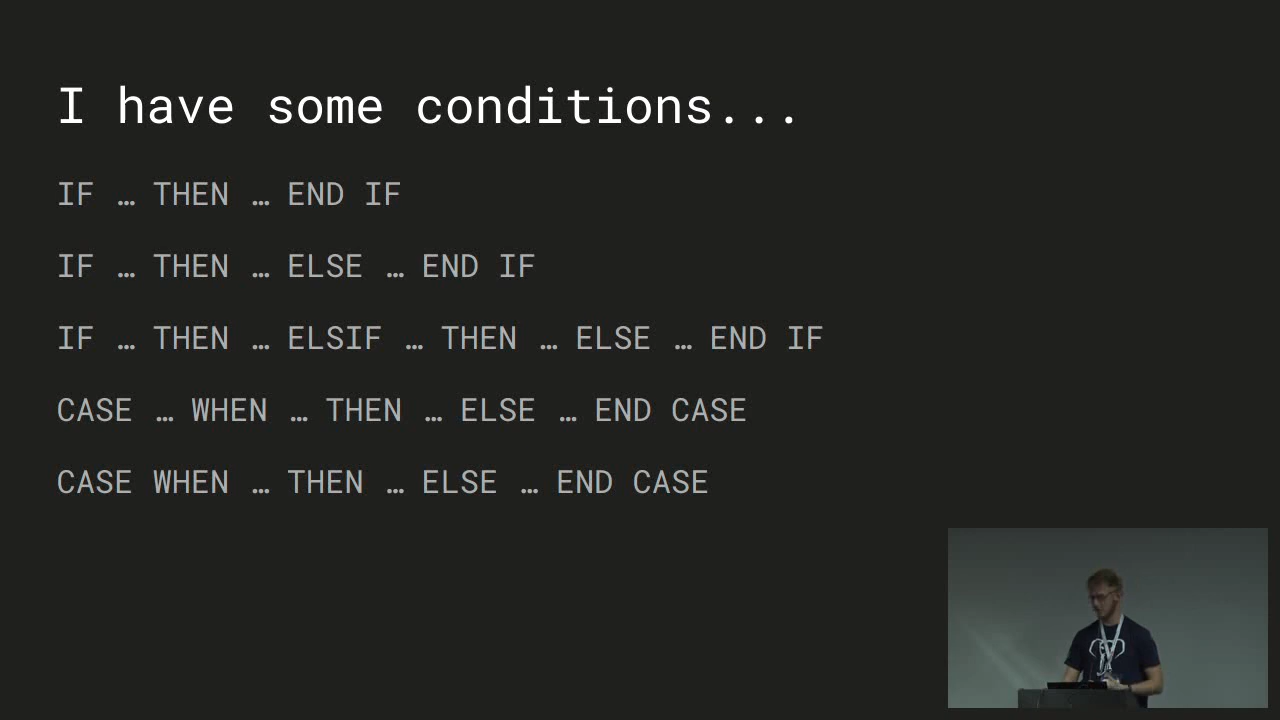 I have some conditions...
IF … THEN … END IF
IF … THEN … ELSE … END IF
IF … THEN … ELSIF … THEN … ELSE … END IF
CASE … WHEN … THEN … ELSE … END CASE
CASE WHEN … THEN … ELSE … END CASE